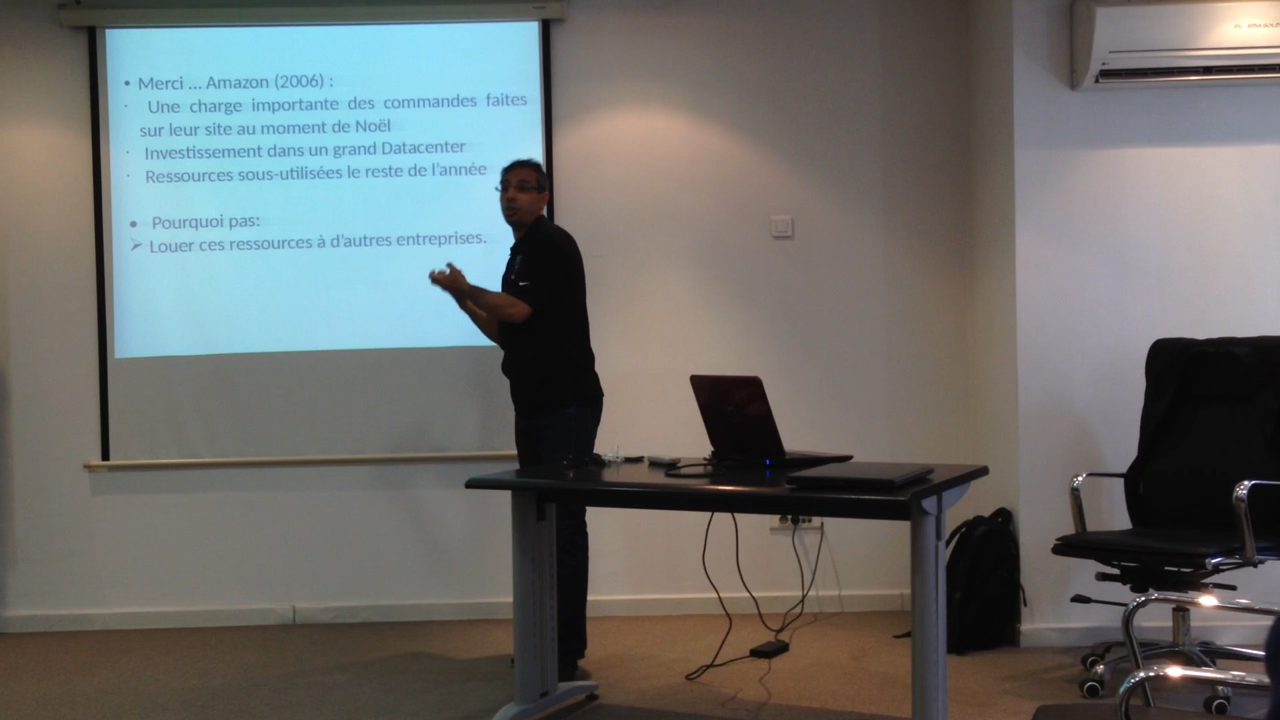 • Merci ... Amazon (2006) :
· Une charge importante des commandes faites
sur leur site au moment de Noël
· Investissement dans un grand Datacenter
· Ressources sous-utilisées le reste de l'année
• Pourquoi pas:
➢ Louer ces ressources à d'autres entreprises.